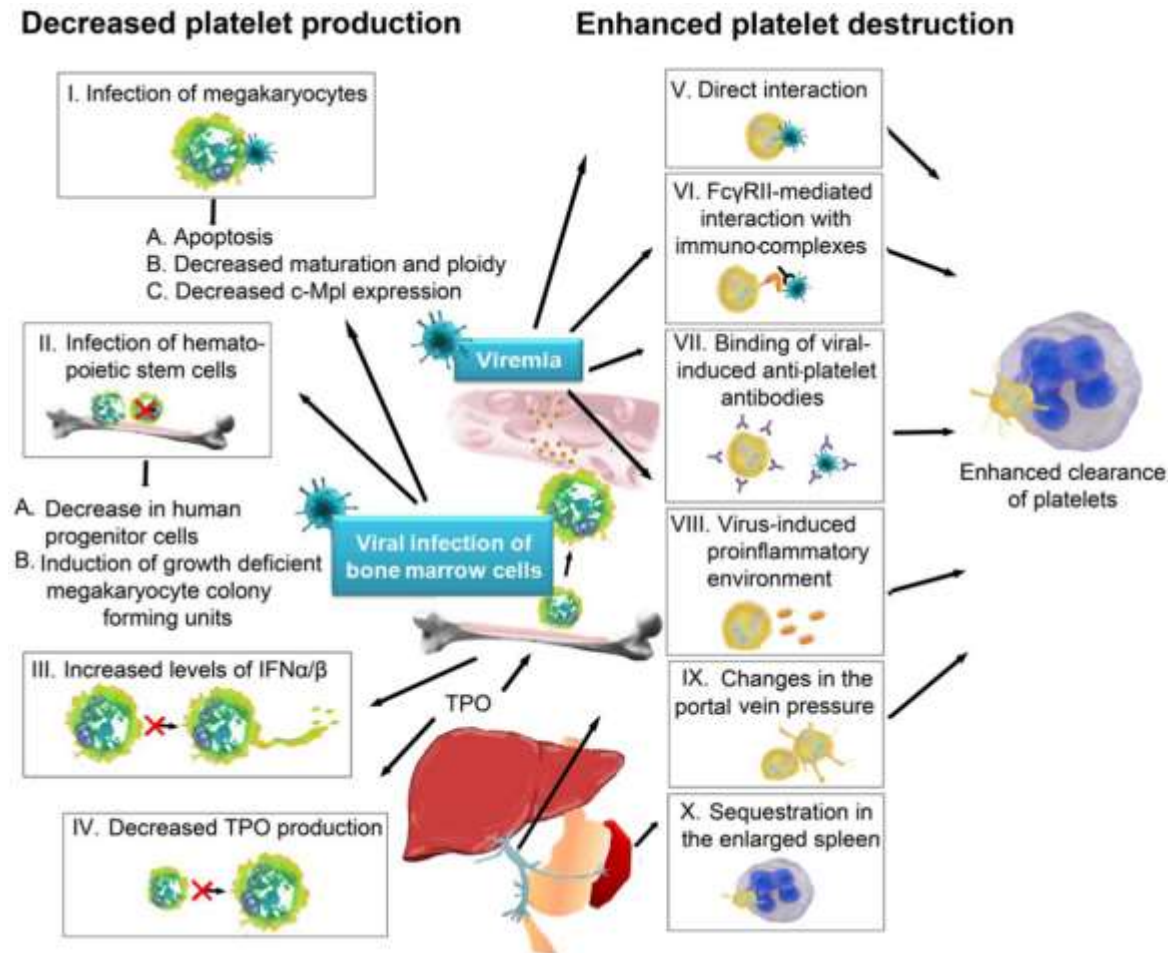 Decreased platelet production
Enhanced platelet destruction
I. Infection of megakaryocytes
A. Apoptosis
B. Decreased maturation and ploidy
C. Decreased c-Mpl expression
II. Infection of hemato-
poietic stem cells
A. Decrease in human
progenitor cells
B. Induction of growth deficient
megakaryocyte colony
forming units
III. Increased levels of IFNα/β
IV. Decreased TPO production
Viremia
Viral Infection of
bone marrow cells
TPO
V. Direct interaction
VI. FcγRII-mediated
interaction with
immuno-complexes
VII. Binding of viral-
induced anti-platelet
antibodies
VIII. Virus-induced
proinflammatory
environment
IX. Changes in the
portal vein pressure
X. Sequestration in
the enlarged spleen
Enhanced clearance
of platelets